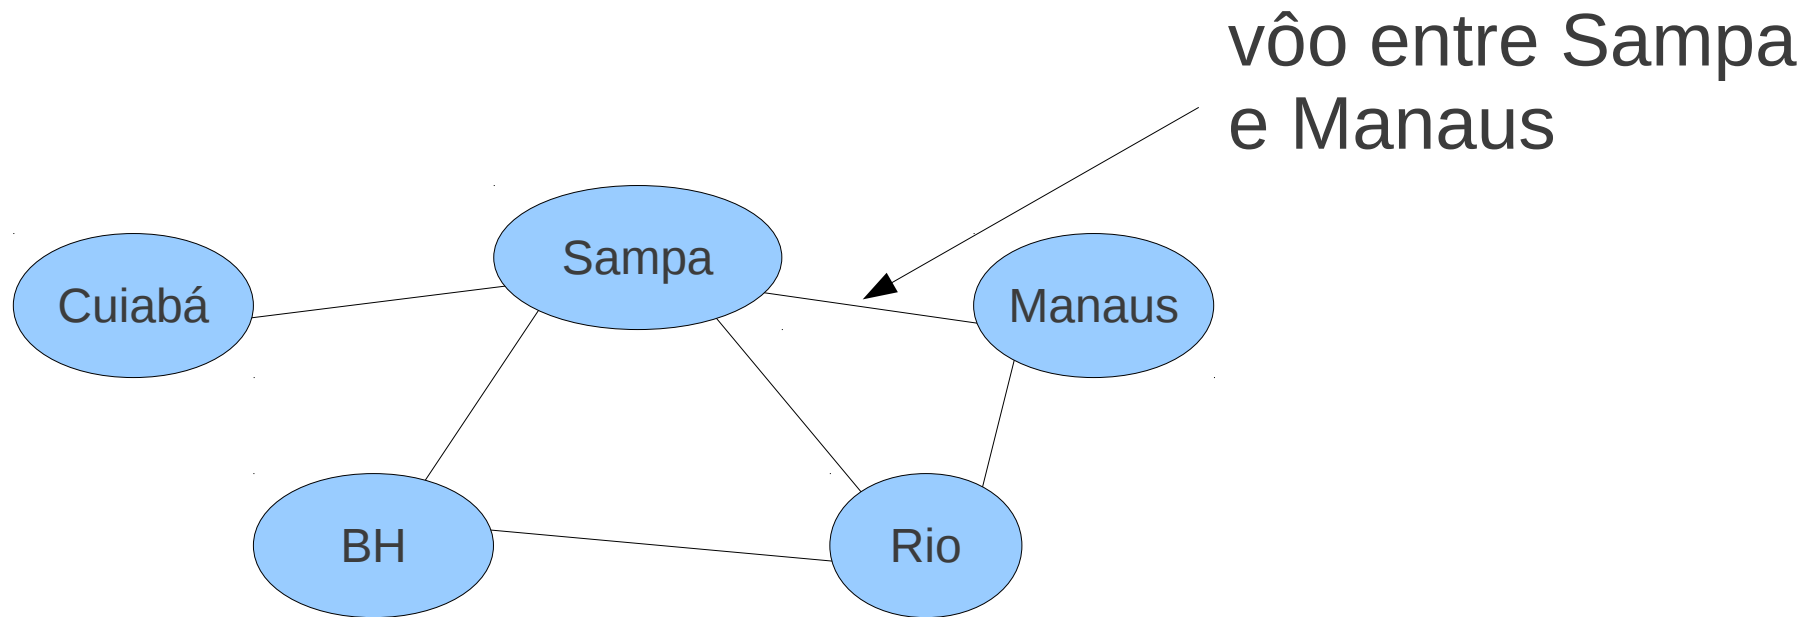 vôo entre Sampa
e Manaus
Sampa
Cuiabá
Manaus
BH
Rio